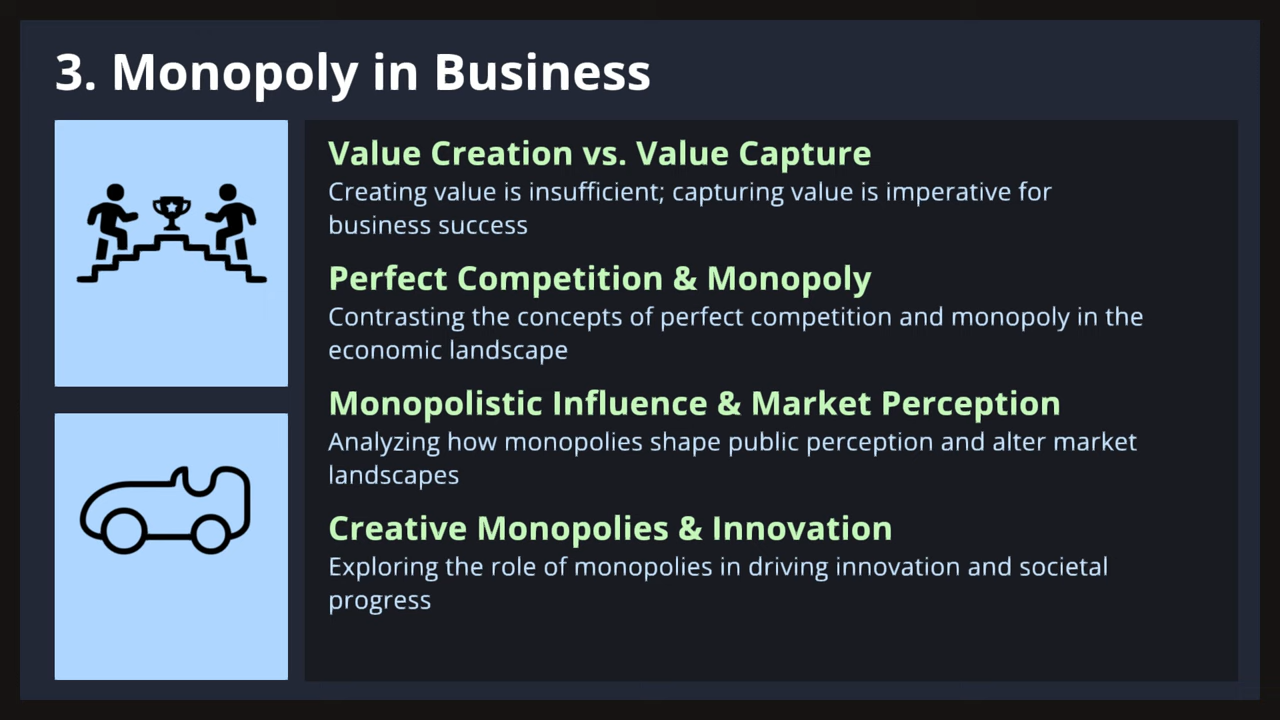 3. Monopoly in Business
Value Creation vs. Value Capture
Creating value is insufficient; capturing value is imperative for
business success
Perfect Competition & Monopoly
Contrasting the concepts of perfect competition and monopoly in the
economic landscape
Monopolistic Influence & Market Perception
Analyzing how monopolies shape public perception and alter market
landscapes
Creative Monopolies & Innovation
Exploring the role of monopolies in driving innovation and societal
progress